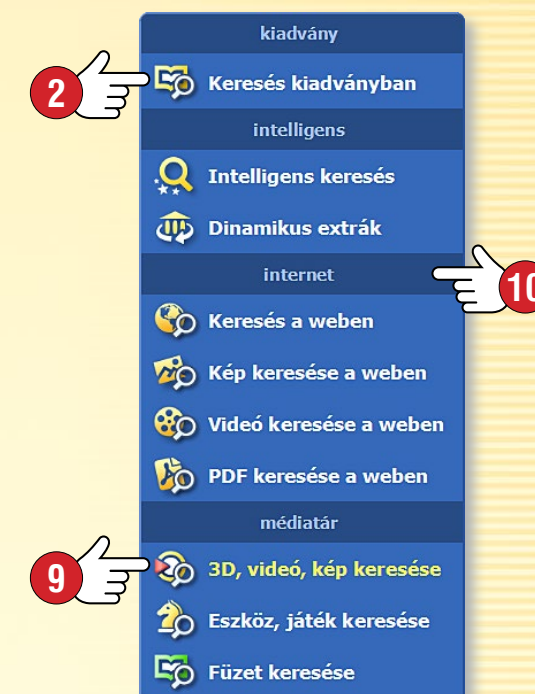 kiadvány
2
Keresés kiadványban
intelligens
Intelligens keresés
Dinamikus extrák
internet
10
Keresés a weben
Kép keresése a weben
Videó keresése a weben
PDF keresése a weben
médiatár
9
3D, videó, kép keresése
Eszköz, játék keresése
Füzet keresése